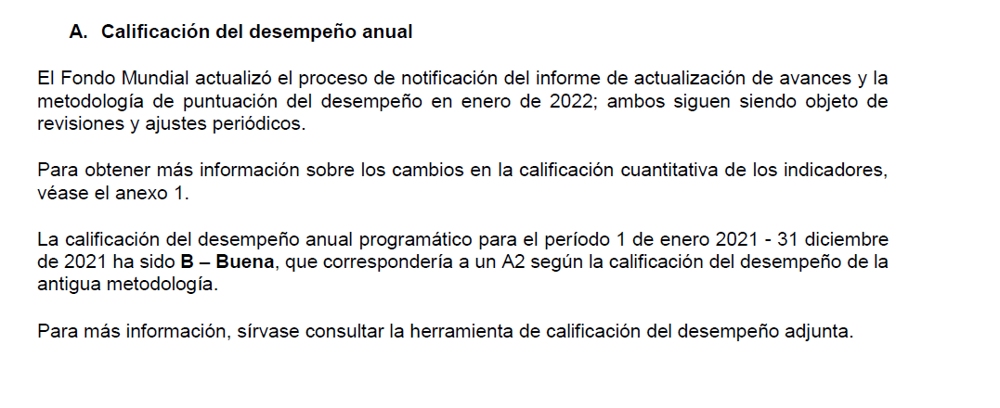 A. Calificación del desempeño anual
El Fondo Mundial actualizó el proceso de notificación del informe de actualización de avances y la
metodología de puntuación del desempeño en enero de 2022; ambos siguen siendo objeto de
revisiones y ajustes periódicos.
Para obtener más información sobre los cambios en la calificación cuantitativa de los indicadores,
véase el anexo 1.
La calificación del desempeño anual programático para el período 1 de enero 2021 - 31 diciembre
de 2021 ha sido B – Buena, que correspondería a un A2 según la calificación del desempeño de la
antigua metodología.
Para más información, sírvase consultar la herramienta de calificación del desempeño adjunta.